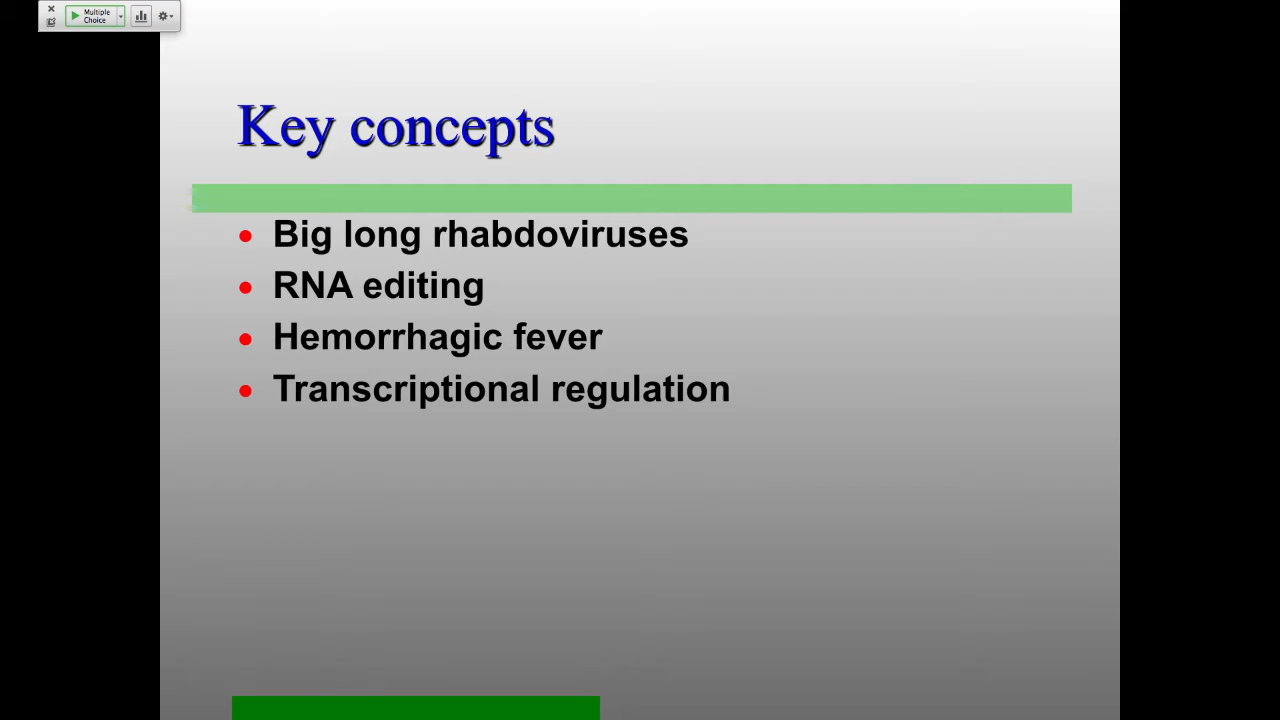 Multiple
Choice
Key concepts
Big long rhabdoviruses
RNA editing
Hemorrhagic fever
Transcriptional regulation